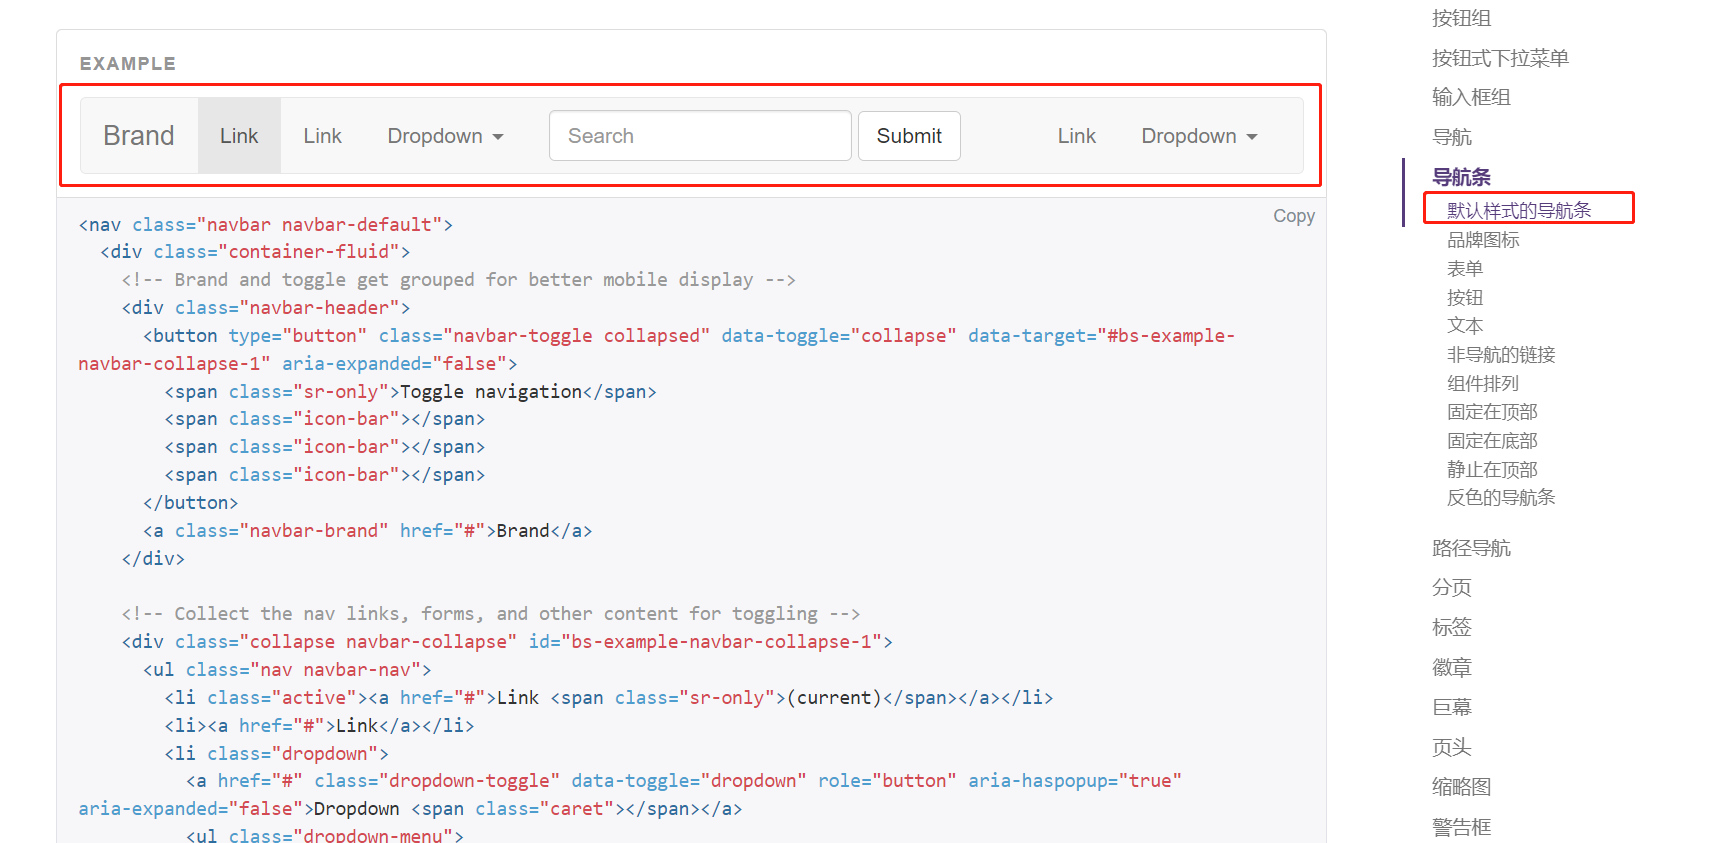 EXAMPLE
Brand Link Link Dropdown Search Submit Link Dropdown
Copy
<nav class="navbar navbar-default">
<div class="container-fluid">
<!-- Brand and toggle get grouped for better mobile display -->
<div class="navbar-header">
<button type="button" class="navbar-toggle collapsed" data-toggle="collapse" data-target="#bs-example-
navbar-collapse-1" aria-expanded="false">
<span class="sr-only">Toggle navigation</span>
<span class="icon-bar"></span>
<span class="icon-bar"></span>
<span class="icon-bar"></span>
</button>
<a class="navbar-brand" href="#">Brand</a>
</div>
<!-- Collect the nav links, forms, and other content for toggling -->
<div class="collapse navbar-collapse" id="bs-example-navbar-collapse-1">
<ul class="nav navbar-nav">
<li class="active"><a href="#">Link <span class="sr-only">(current)</span></a></li>
<li><a href="#">Link</a></li>
<li class="dropdown">
<a href="#" class="dropdown-toggle" data-toggle="dropdown" role="button" aria-haspopup="true"
aria-expanded="false">Dropdown <span class="caret"></span></a>
<ul class="dropdown-menu">
按钮组
按钮式下拉菜单
输入框组
导航
导航条
默认样式的导航条
品牌图标
表单
按钮
文本
非导航的链接
组件排列
固定在顶部
固定在底部
静止在顶部
反色的导航条
路径导航
分页
标签
徽章
巨幕
页头
缩略图
警告框